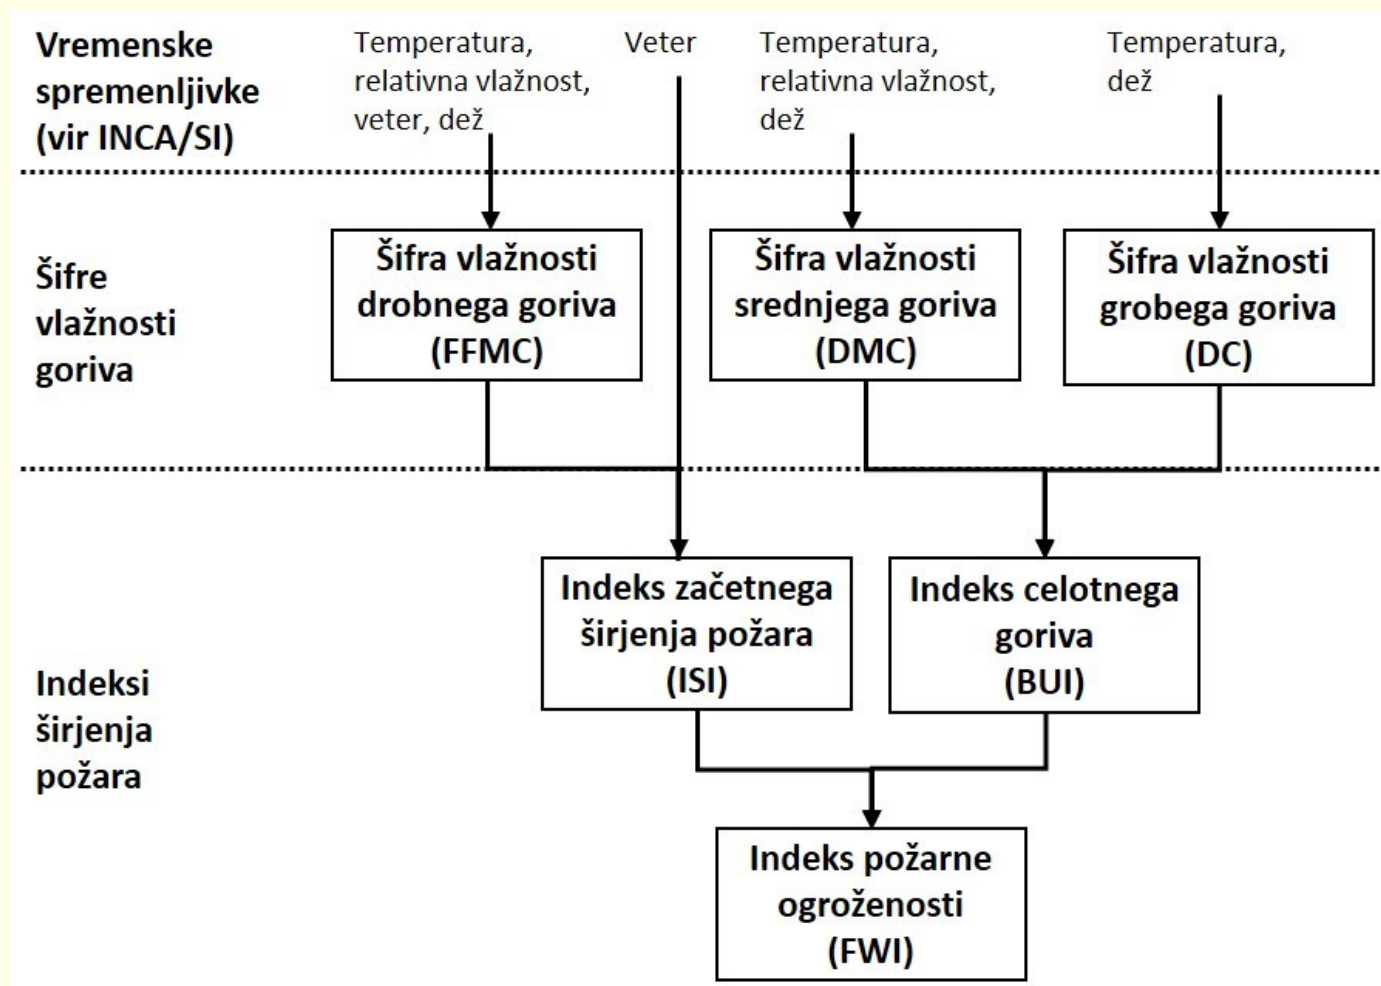 Vremenske
spremenljivke
(vir INCA/SI)
Temperatura,
relativna vlažnost,
veter, dež
Veter
Temperatura,
relativna vlažnost,
dež
Temperatura,
dež
Šifre
vlažnosti
goriva
Šifra vlažnosti
drobnega goriva
(FFMC)
Šifra vlažnosti
srednjega goriva
(DMC)
Šifra vlažnosti
grobega goriva
(DC)
Indeksi
širjenja
požara
Indeks začetnega
širjenja požara
(ISI)
Indeks celotnega
goriva
(BUI)
Indeks požarne
ogroženosti
(FWI)